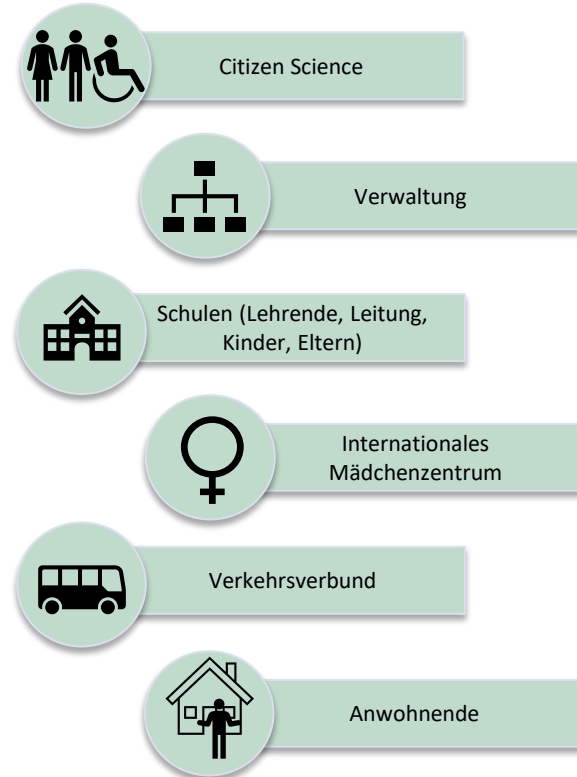 Citizen Science
Verwaltung
Schulen (Lehrende, Leitung,
Kinder, Eltern)
Internationales
Mädchenzentrum
Verkehrsverbund
Anwohnende